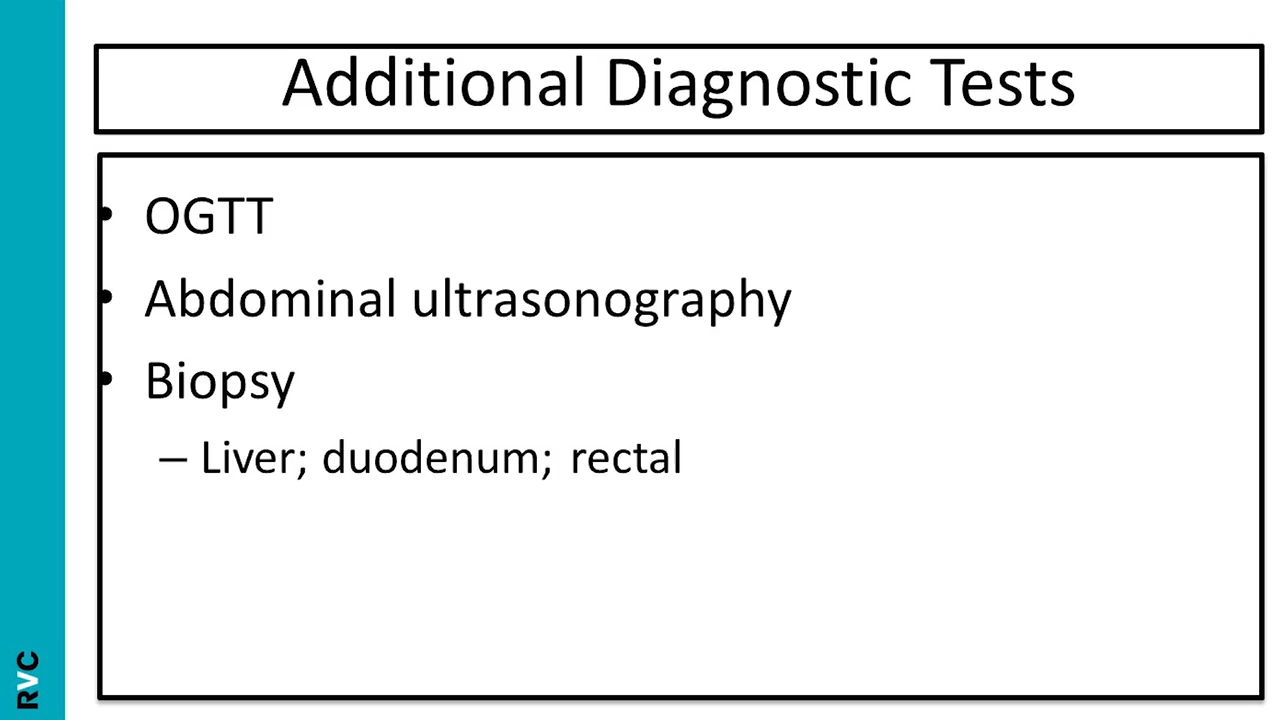 Additional Diagnostic Tests
• OGTT
• Abdominal ultrasonography
• Biopsy
– Liver; duodenum; rectal
RVC